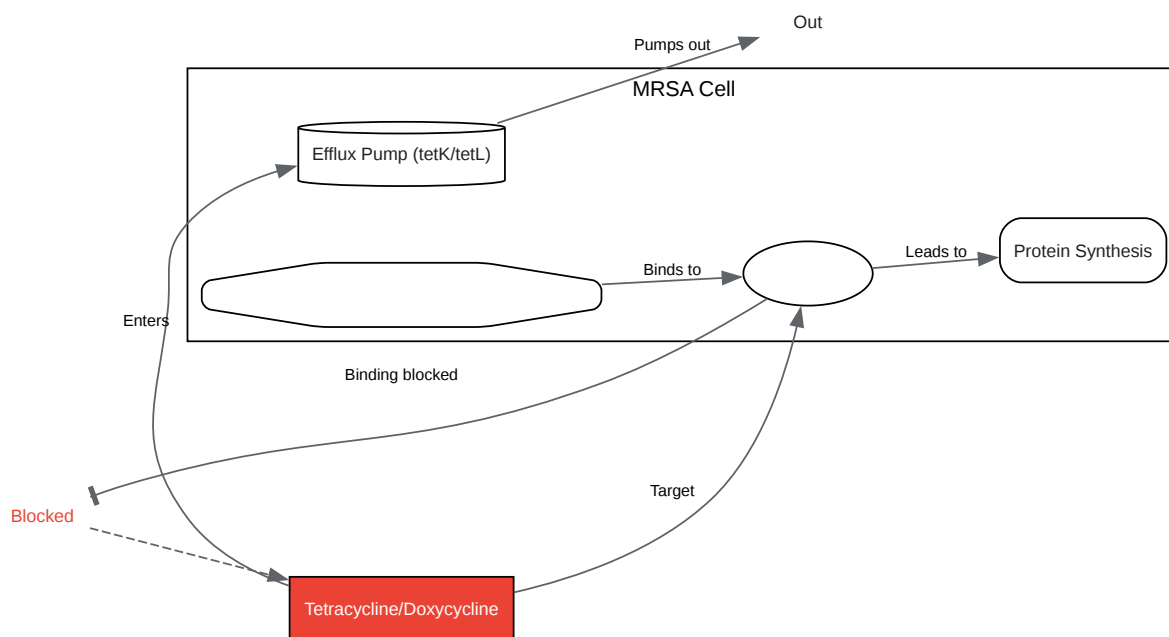 Out
Pumps out
MRSA Cell
Efflux Pump (tetK/tetL)
Binds to
Leads to
Protein Synthesis
Enters
Binding blocked
Target
Blocked
Tetracycline/Doxycycline